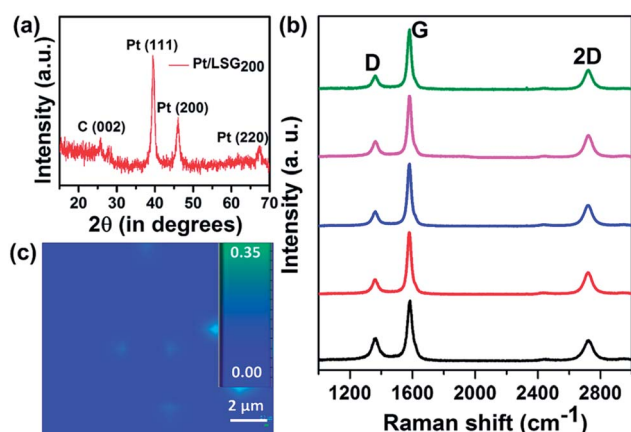 (a)
Intensity (a.u.)
Pt (111)
Pt/LSG200
Pt (200)
C (002)
Pt (220)
20 30 40 50 60 70
2θ (in degrees)
(b)
Intensity (a. u.)
D
G
2D
1200 1600 2000 2400 2800
Raman shift (cm-1)
(c)
0.35
0.00
2 μm